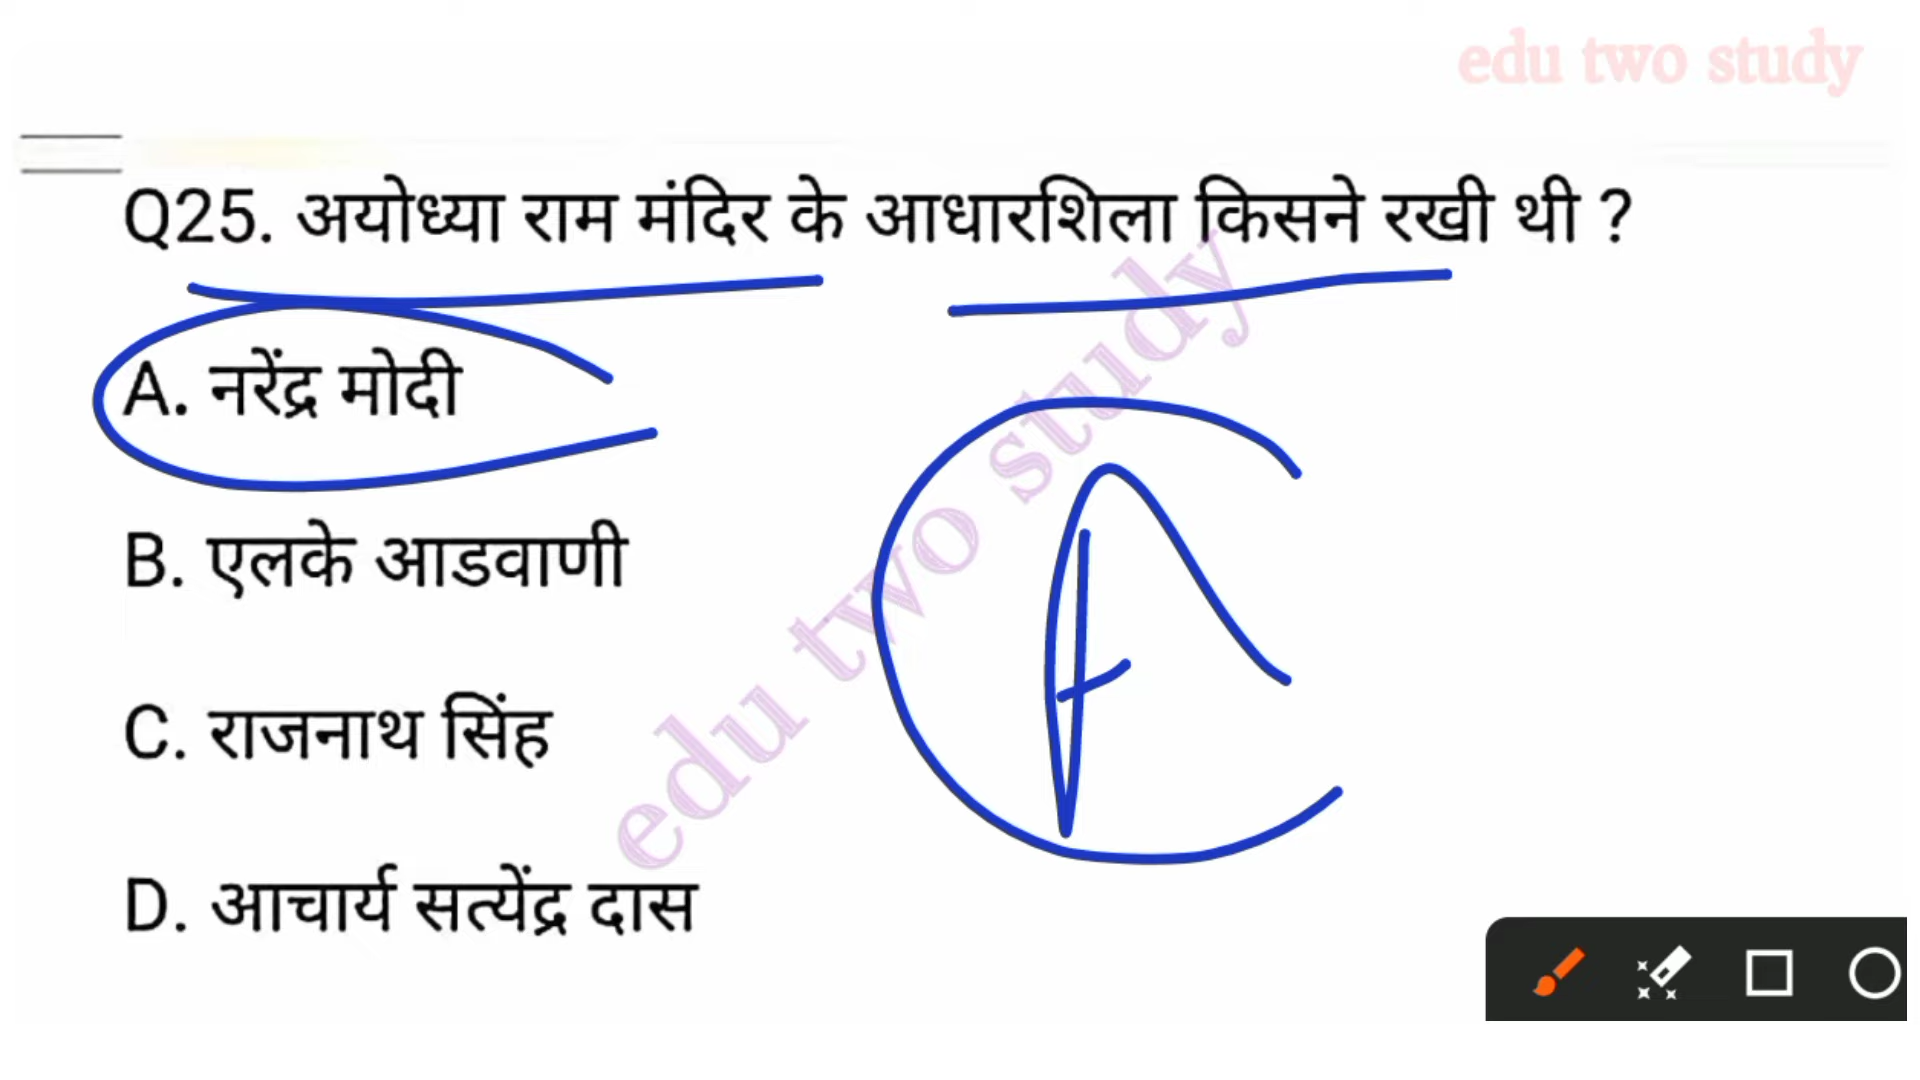 edu two study
Q25. अयोध्या राम मंदिर के आधारशिला किसने रखी थी ?
A. नरेंद्र मोदी
B. एलके आडवाणी
C. राजनाथ सिंह
D. आचार्य सत्येंद्र दास
edu two study
A